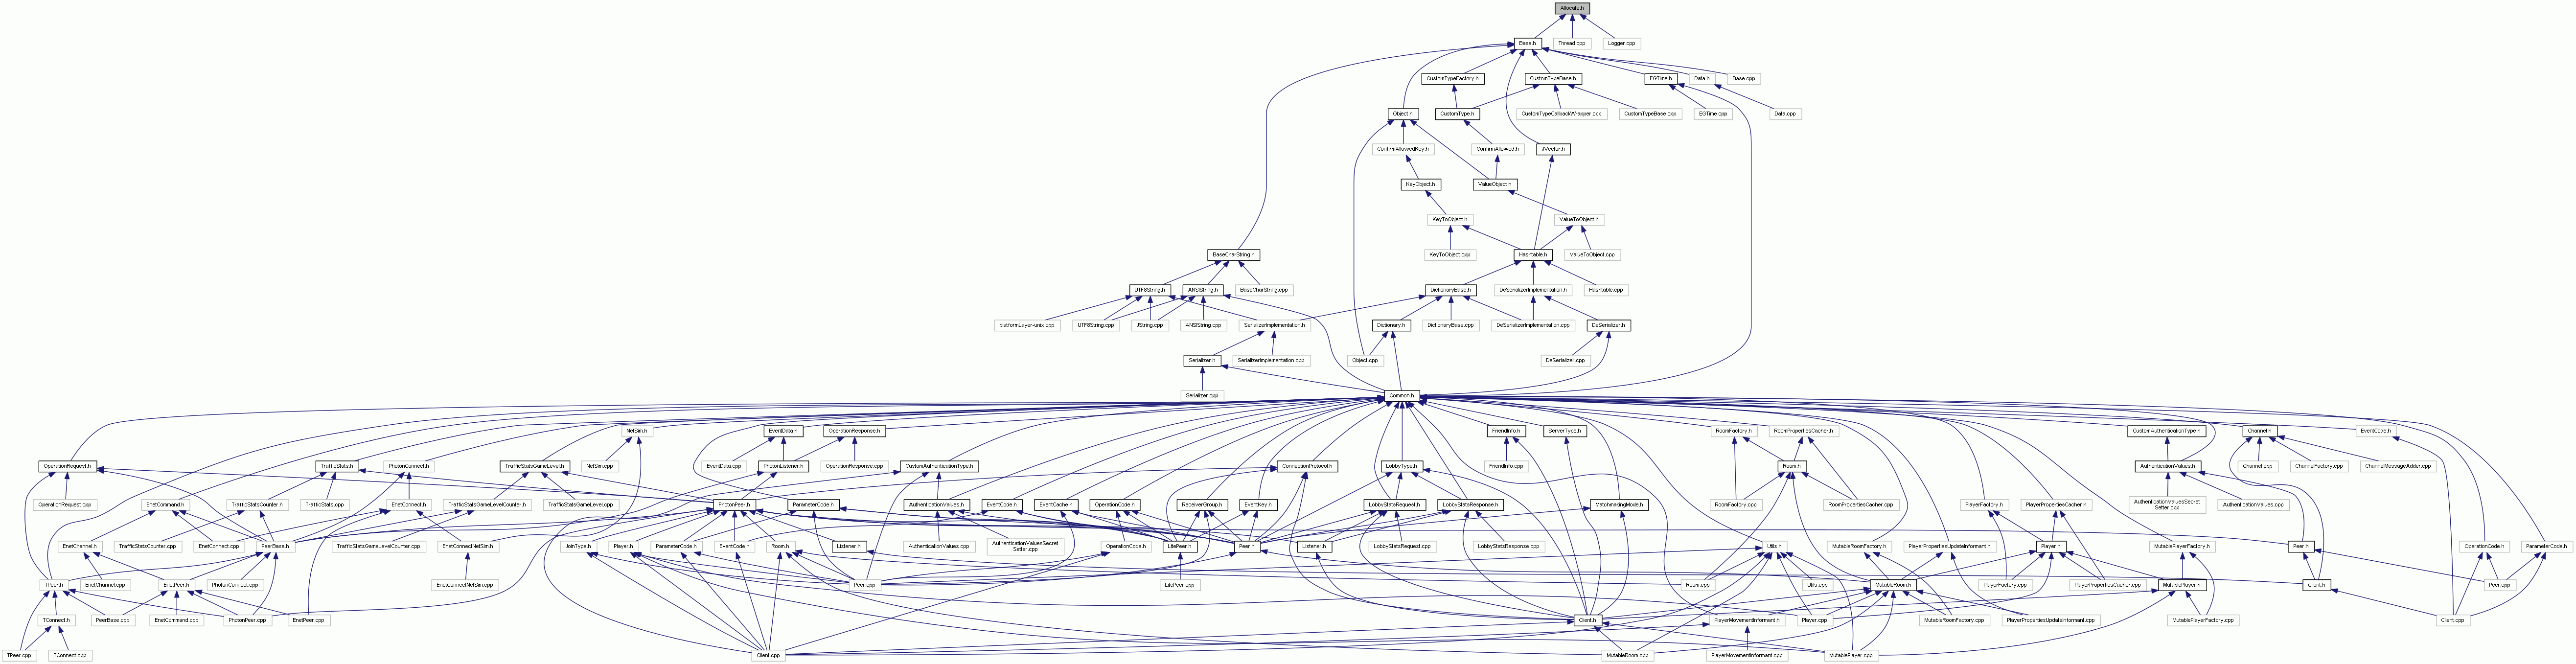 Allocate.h
Base.h
Thread.cpp
Logger.cpp
CustomTypeFactory.h
CustomTypeBase.h
EGTime.h
Data.h
Base.cpp
Object.h
CustomType.h
CustomTypeCallbackWrapper.cpp
CustomTypeBase.cpp
EGTime.cpp
Data.cpp
ConfirmAllowedKey.h
ConfirmAllowed.h
JVector.h
KeyObject.h
ValueObject.h
KeyToObject.h
ValueToObject.h
BaseCharString.h
KeyToObject.cpp
Hashtable.h
ValueToObject.cpp
UTF8String.h
ANSIString.h
BaseCharString.cpp
DictionaryBase.h
DeSerializerImplementation.h
Hashtable.cpp
platformLayer-unix.cpp
UTF8String.cpp
JString.cpp
ANSIString.cpp
SerializerImplementation.h
Dictionary.h
DictionaryBase.cpp
DeSerializerImplementation.cpp
DeSerializer.h
Serializer.h
SerializerImplementation.cpp
Object.cpp
DeSerializer.cpp
Serializer.cpp
Common.h
NetSim.h
EventData.h
OperationResponse.h
FriendInfo.h
ServerType.h
RoomFactory.h
RoomPropertiesCacher.h
CustomAuthenticationType.h
Channel.h
EventCode.h
OperationRequest.h
TrafficStats.h
PhotonConnect.h
TrafficStatsGameLevel.h
NetSim.cpp
EventData.cpp
PhotonListener.h
OperationResponse.cpp
CustomAuthenticationType.h
ConnectionProtocol.h
LobbyType.h
FriendInfo.cpp
Room.h
AuthenticationValues.h
Channel.cpp
ChannelFactory.cpp
ChannelMessageAdder.cpp
OperationRequest.cpp
EnetCommand.h
TrafficStatsCounter.h
TrafficStats.cpp
EnetConnect.h
TrafficStatsGameLevelCounter.h
TrafficStatsGameLevel.cpp
PhotonPeer.h
ParameterCode.h
AuthenticationValues.h
EventCode.h
EventCache.h
OperationCode.h
ReceiverGroup.h
EventKey.h
LobbyStatsRequest.h
LobbyStatsResponse.h
MatchmakingMode.h
RoomFactory.cpp
RoomPropertiesCacher.cpp
PlayerFactory.h
PlayerPropertiesCacher.h
AuthenticationValuesSecret
Setter.cpp
AuthenticationValues.cpp
EnetChannel.h
TrafficStatsCounter.cpp
EnetConnect.cpp
PeerBase.h
TrafficStatsGameLevelCounter.cpp
EnetConnectNetSim.h
JoinType.h
Player.h
ParameterCode.h
EventCode.h
Room.h
Listener.h
AuthenticationValues.cpp
AuthenticationValuesSecret
Setter.cpp
OperationCode.h
LitePeer.h
Peer.h
Listener.h
LobbyStatsRequest.cpp
LobbyStatsResponse.cpp
Utils.h
MutableRoomFactory.h
PlayerPropertiesUpdateInformant.h
Player.h
MutablePlayerFactory.h
Peer.h
OperationCode.h
ParameterCode.h
TPeer.h
EnetChannel.cpp
EnetPeer.h
PhotonConnect.cpp
EnetConnectNetSim.cpp
Peer.cpp
LitePeer.cpp
Room.cpp
Utils.cpp
MutableRoom.h
PlayerFactory.cpp
PlayerPropertiesCacher.cpp
MutablePlayer.h
Client.h
Peer.cpp
TConnect.h
PeerBase.cpp
EnetCommand.cpp
PhotonPeer.cpp
EnetPeer.cpp
Client.h
PlayerMovementInformant.h
Player.cpp
MutableRoomFactory.cpp
PlayerPropertiesUpdateInformant.cpp
MutablePlayerFactory.cpp
Client.cpp
TPeer.cpp
TConnect.cpp
Client.cpp
MutableRoom.cpp
PlayerMovementInformant.cpp
MutablePlayer.cpp